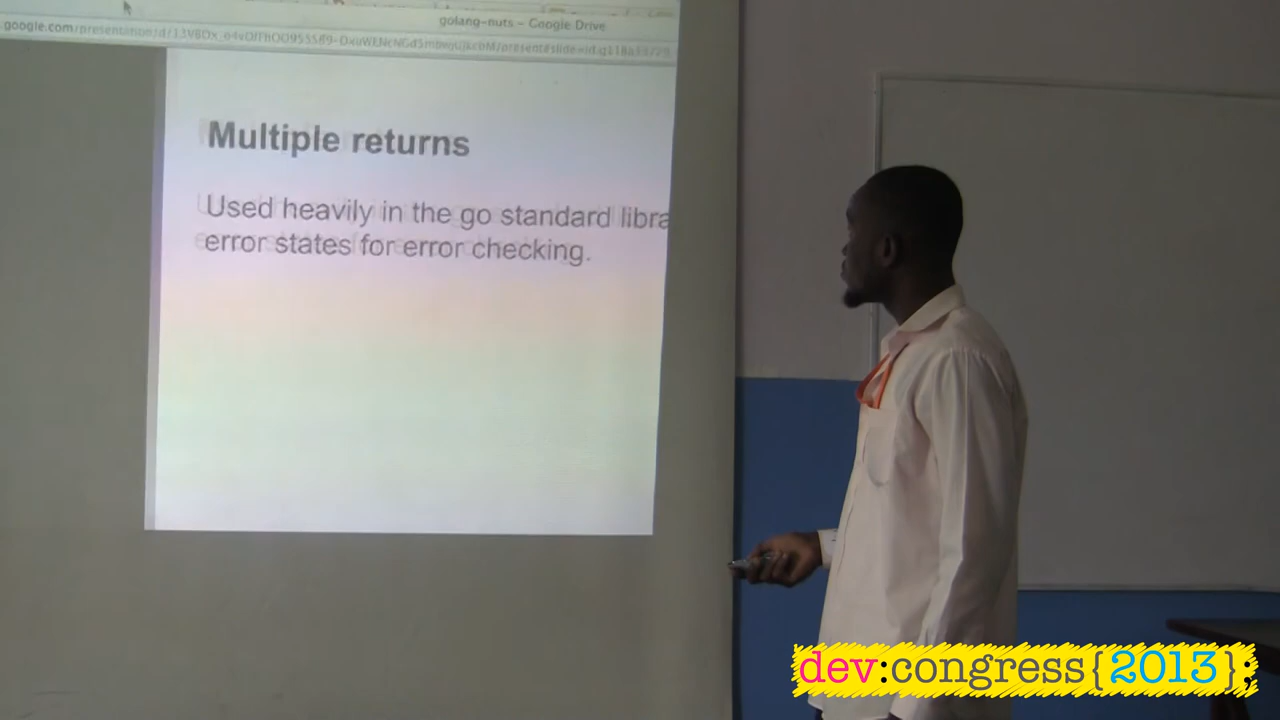 golang-nuts – Google Drive
Multiple returns
Used heavily in the go standard libra
error states for error checking.
dev:congress{2013};